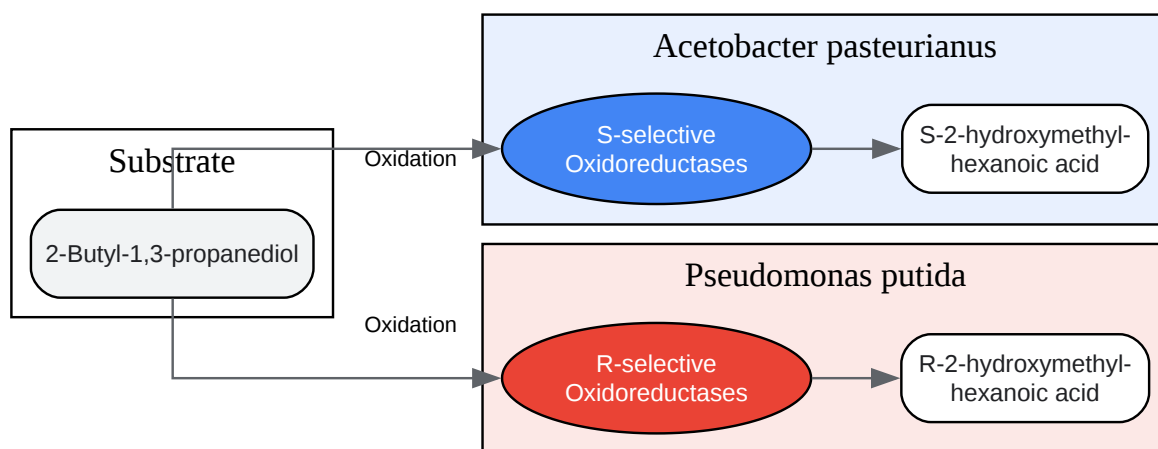 Acetobacter pasteurianus
Substrate
Oxidation
S-selective
Oxidoreductases
S-2-hydroxymethyl-
hexanoic acid
2-Butyl-1,3-propanediol
Pseudomonas putida
Oxidation
R-selective
Oxidoreductases
R-2-hydroxymethyl-
hexanoic acid